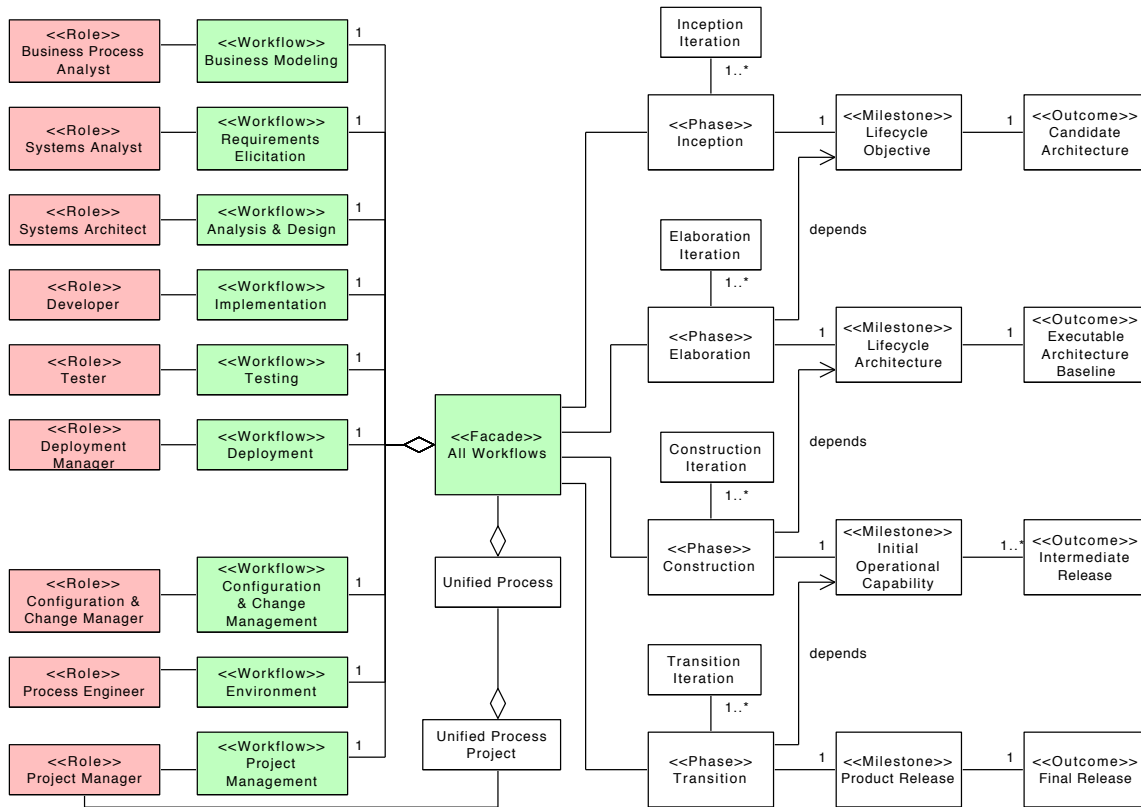 <<Role>>
Business Process
Analyst
<<Workflow>>
Business Modeling
1
<<Role>>
Systems Analyst
<<Workflow>>
Requirements
Elicitation
1
<<Role>>
Systems Architect
<<Workflow>>
Analysis & Design
1
<<Role>>
Developer
<<Workflow>>
Implementation
1
<<Role>>
Tester
<<Workflow>>
Testing
1
<<Role>>
Deployment
Manager
<<Workflow>>
Deployment
1
<<Role>>
Configuration &
Change Manager
<<Workflow>>
Configuration
& Change
Management
1
<<Role>>
Process Engineer
<<Workflow>>
Environment
1
<<Role>>
Project Manager
<<Workflow>>
Project
Management
1
<<Facade>>
All Workflows
Unified Process
Unified Process
Project
Inception
Iteration
1..*
<<Phase>>
Inception
1
<<Milestone>>
Lifecycle
Objective
1
<<Outcome>>
Candidate
Architecture
depends
Elaboration
Iteration
1..*
<<Phase>>
Elaboration
1
<<Milestone>>
Lifecycle
Architecture
1
<<Outcome>>
Executable
Architecture
Baseline
depends
Construction
Iteration
1..*
<<Phase>>
Construction
1
<<Milestone>>
Initial
Operational
Capability
1..*
<<Outcome>>
Intermediate
Release
depends
Transition
Iteration
1..*
<<Phase>>
Transition
1
<<Milestone>>
Product Release
1
<<Outcome>>
Final Release